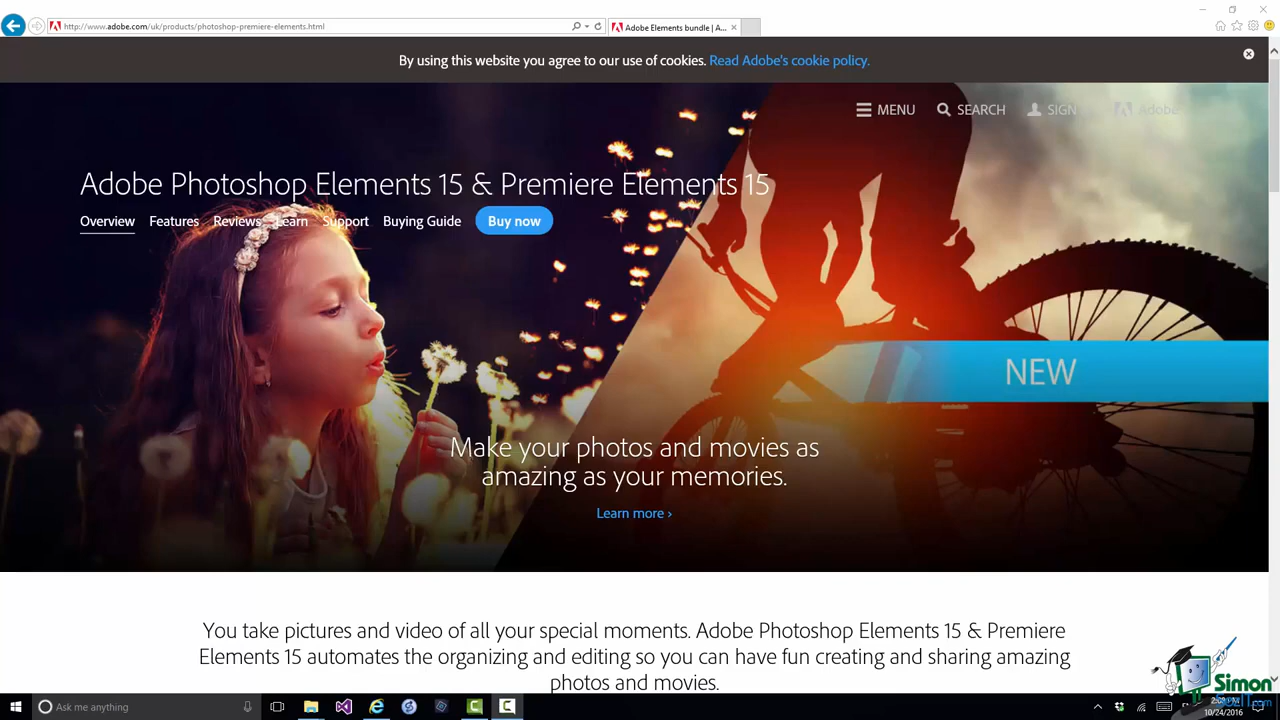 http://www.adobe.com/uk/products/photoshop-premiere-elements.html
Adobe Elements bundle | A...
By using this website you agree to our use of cookies. Read Adobe's cookie policy.
MENU SEARCH SIGN Adobe
Adobe Photoshop Elements 15 & Premiere Elements 15
Overview Features Reviews Learn Support Buying Guide Buy now
NEW
Make your photos and movies as
amazing as your memories.
Learn more ›
You take pictures and video of all your special moments. Adobe Photoshop Elements 15 & Premiere
Elements 15 automates the organizing and editing so you can have fun creating and sharing amazing
photos and movies.
Simon
Ask me anything
10/24/2016